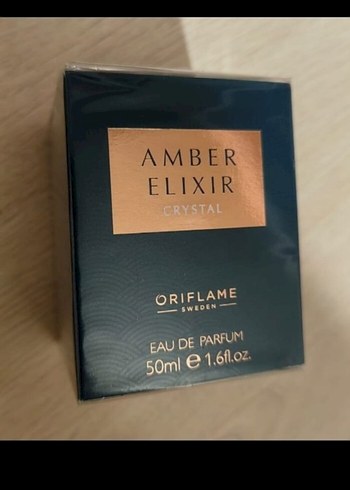 AMBER
ELIXIR
CRYSTAL
ORIFLAME
SWEDEN
EAU DE PARFUM
50ml e 1.6fl.oz.